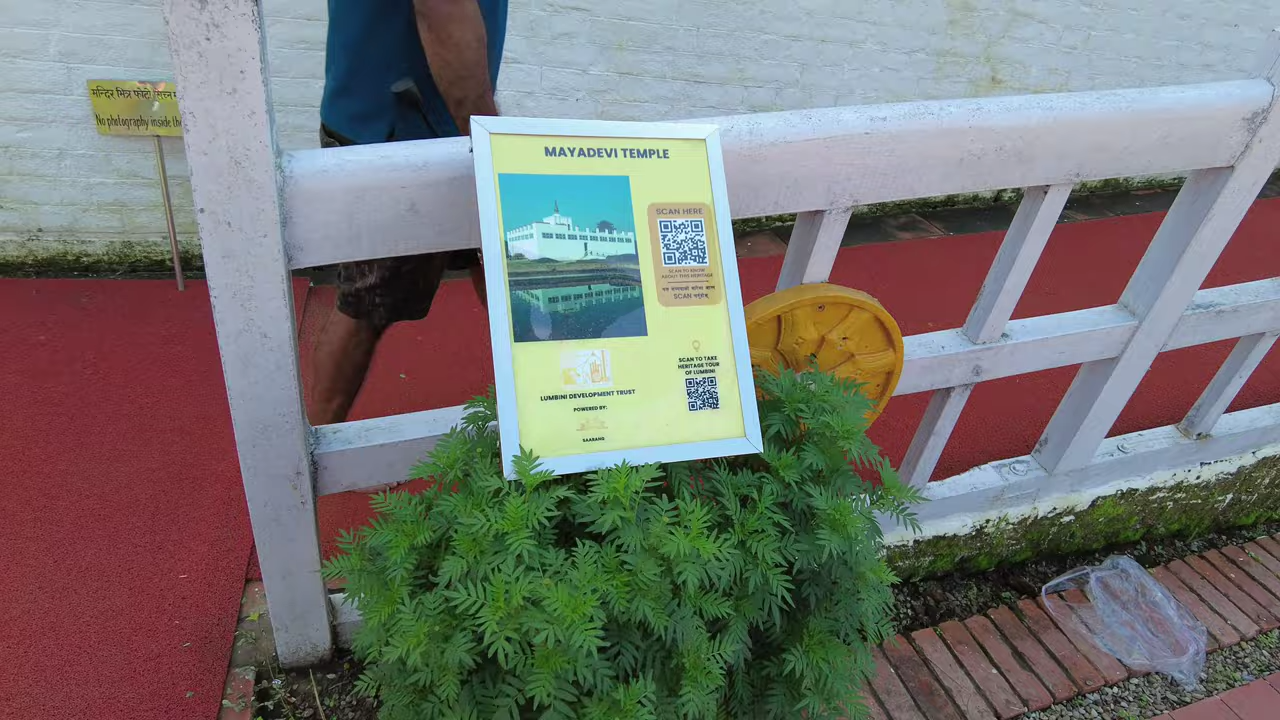 मन्दिर भित्र फोटो खिच्न
No photography inside the
MAYADEVI TEMPLE
SCAN HERE
SCAN TO KNOW
ABOUT THIS HERITAGE
SCAN गर्नुहोस्
SCAN TO TAKE
HERITAGE TOUR
OF LUMBINI
LUMBINI DEVELOPMENT TRUST
POWERED BY:
SAARANG